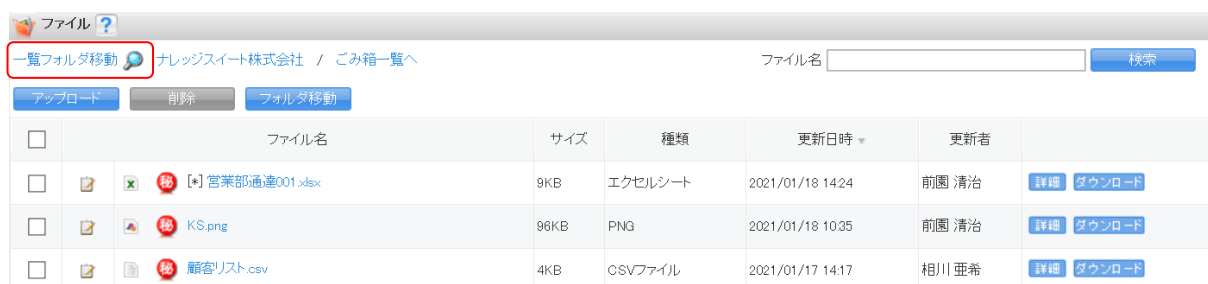 ファイル ?
一覧フォルダ移動 ナレッジスイート株式会社 / ごみ箱一覧へ ファイル名 検索
アップロード 削除 フォルダ移動
ファイル名 サイズ 種類 更新日時 更新者
秘 [*] 営業部通達001.xlsx 9KB エクセルシート 2021/01/18 14:24 前園 清治 詳細 ダウンロード
秘 KS.png 96KB PNG 2021/01/18 10:35 前園 清治 詳細 ダウンロード
秘 顧客リスト.csv 4KB CSVファイル 2021/01/17 14:17 相川 亜希 詳細 ダウンロード